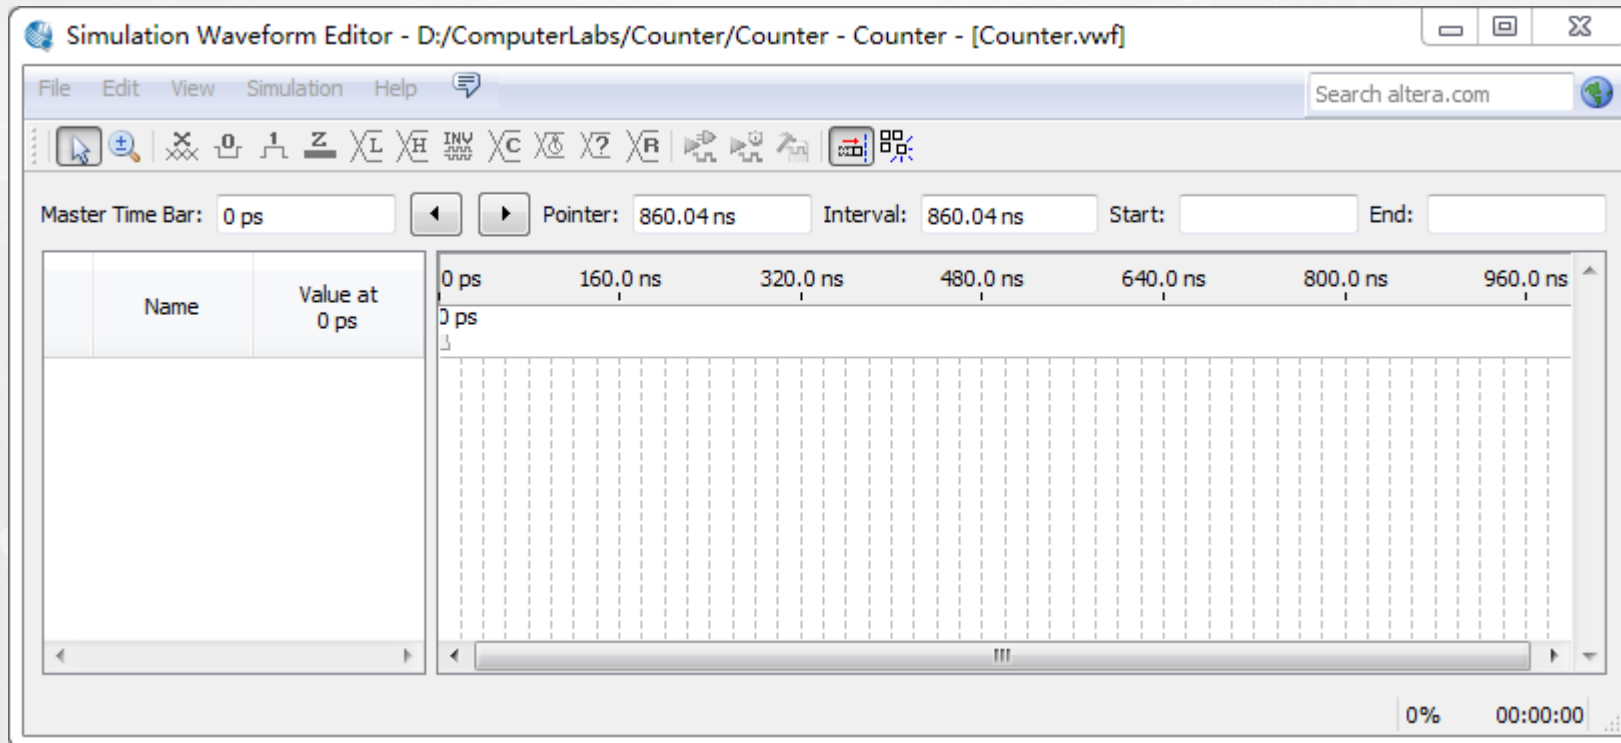 Simulation Waveform Editor - D:/ComputerLabs/Counter/Counter - Counter - [Counter.vwf]
File Edit View Simulation Help
Search altera.com
X 0 1 Z L H INV C ? R
Master Time Bar: 0 ps Pointer: 860.04 ns Interval: 860.04 ns Start: End:
Name
Value at
0 ps
0 ps 160.0 ns 320.0 ns 480.0 ns 640.0 ns 800.0 ns 960.0 ns
0 ps
0% 00:00:00